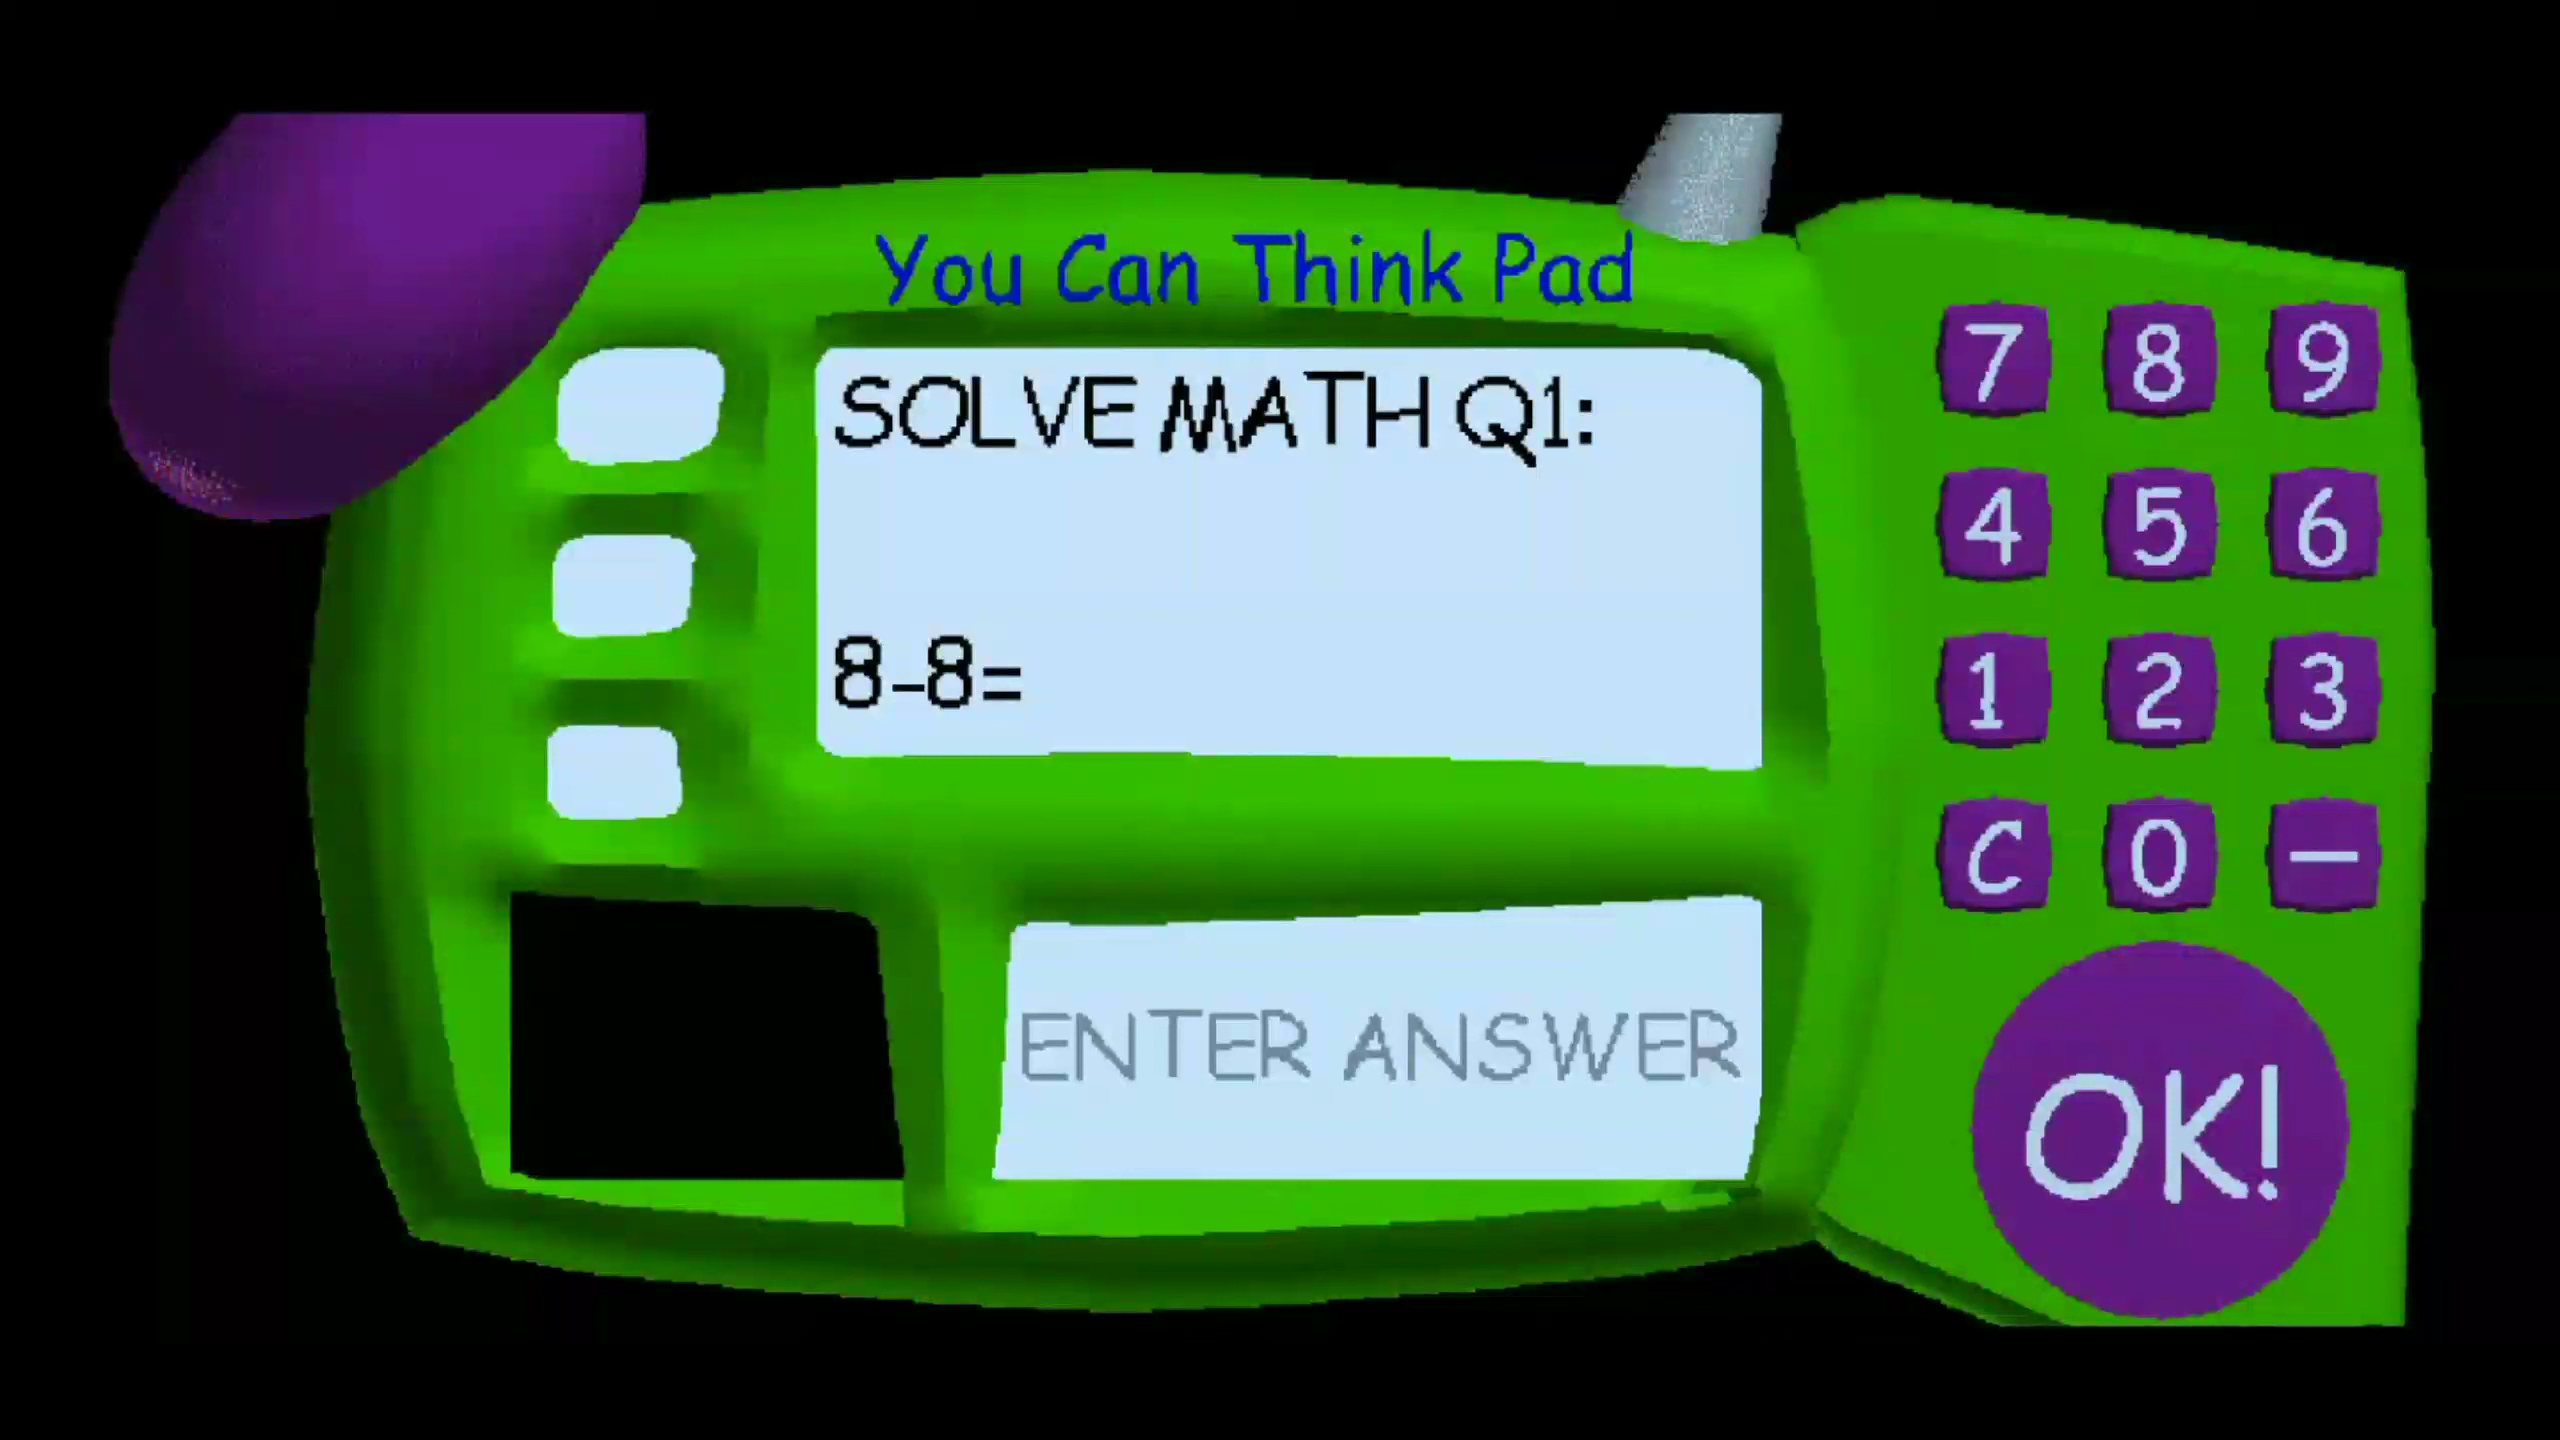 You Can Think Pad
SOLVE MATH Q1:
8-8=
ENTER ANSWER
7 8 9
4 5 6
1 2 3
C 0 -
OK!